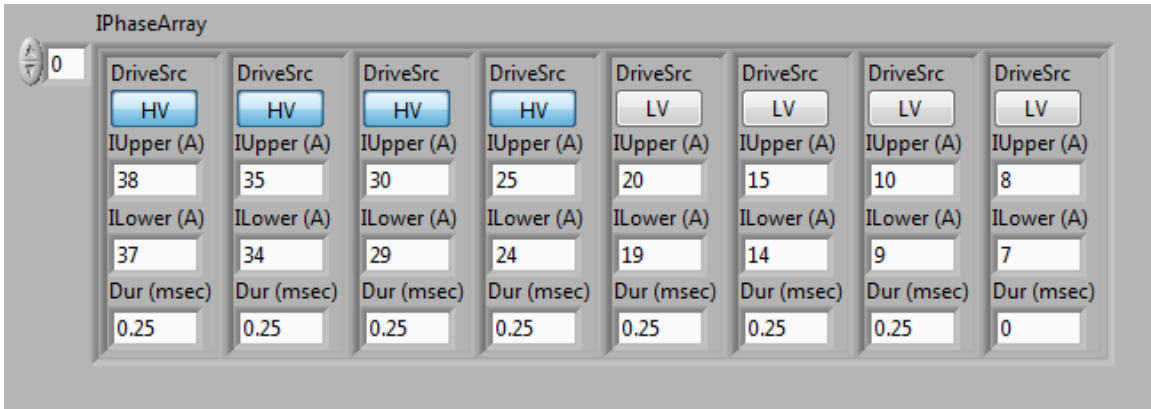 IPhaseArray
0
DriveSrc DriveSrc DriveSrc DriveSrc DriveSrc DriveSrc DriveSrc DriveSrc
HV HV HV HV LV LV LV LV
IUpper (A) IUpper (A) IUpper (A) IUpper (A) IUpper (A) IUpper (A) IUpper (A) IUpper (A)
38 35 30 25 20 15 10 8
ILower (A) ILower (A) ILower (A) ILower (A) ILower (A) ILower (A) ILower (A) ILower (A)
37 34 29 24 19 14 9 7
Dur (msec) Dur (msec) Dur (msec) Dur (msec) Dur (msec) Dur (msec) Dur (msec) Dur (msec)
0.25 0.25 0.25 0.25 0.25 0.25 0.25 0